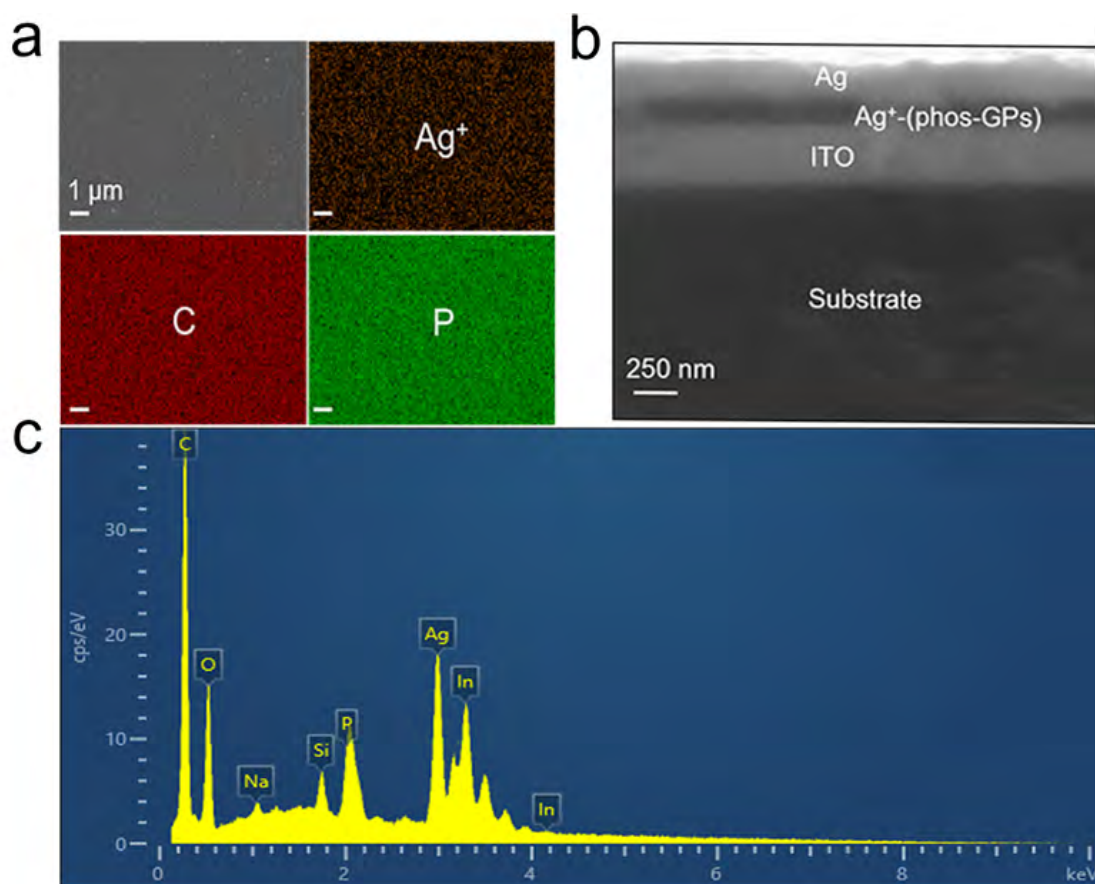 a
1 μm
Ag⁺
C
P
b
Ag
Ag⁺-(phos-GPs)
ITO
Substrate
250 nm
c
C
30
cps/eV
20
Ag
O
In
P
10
Si
Na
In
0
0 2 4 6 8 keV